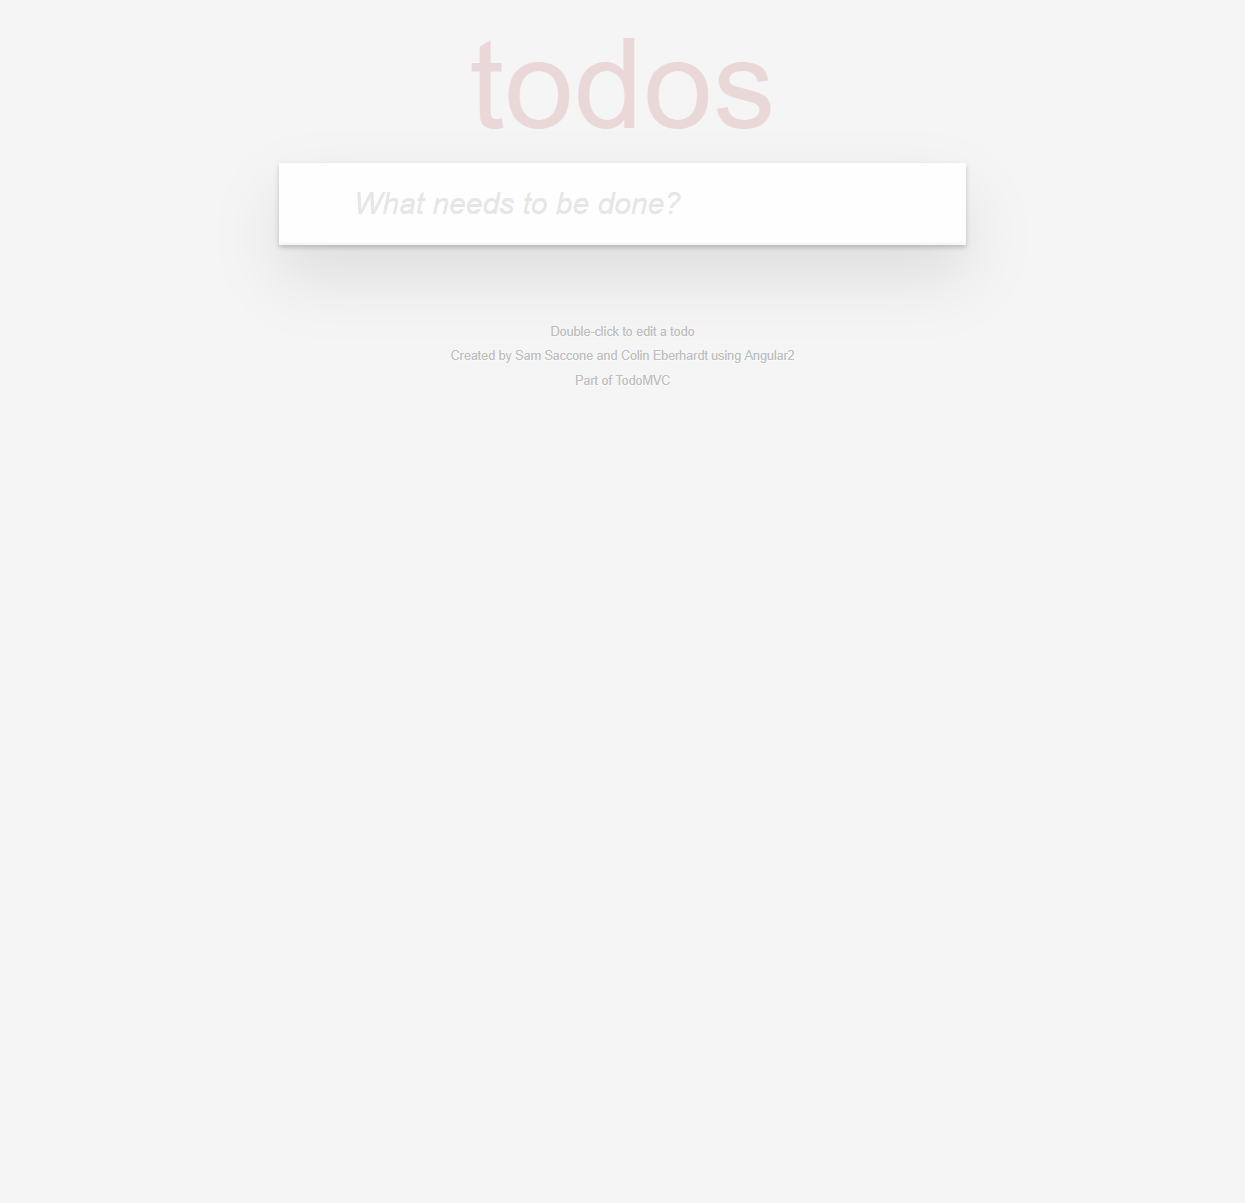 todos
What needs to be done?
Double-click to edit a todo
Created by Sam Saccone and Colin Eberhardt using Angular2
Part of TodoMVC